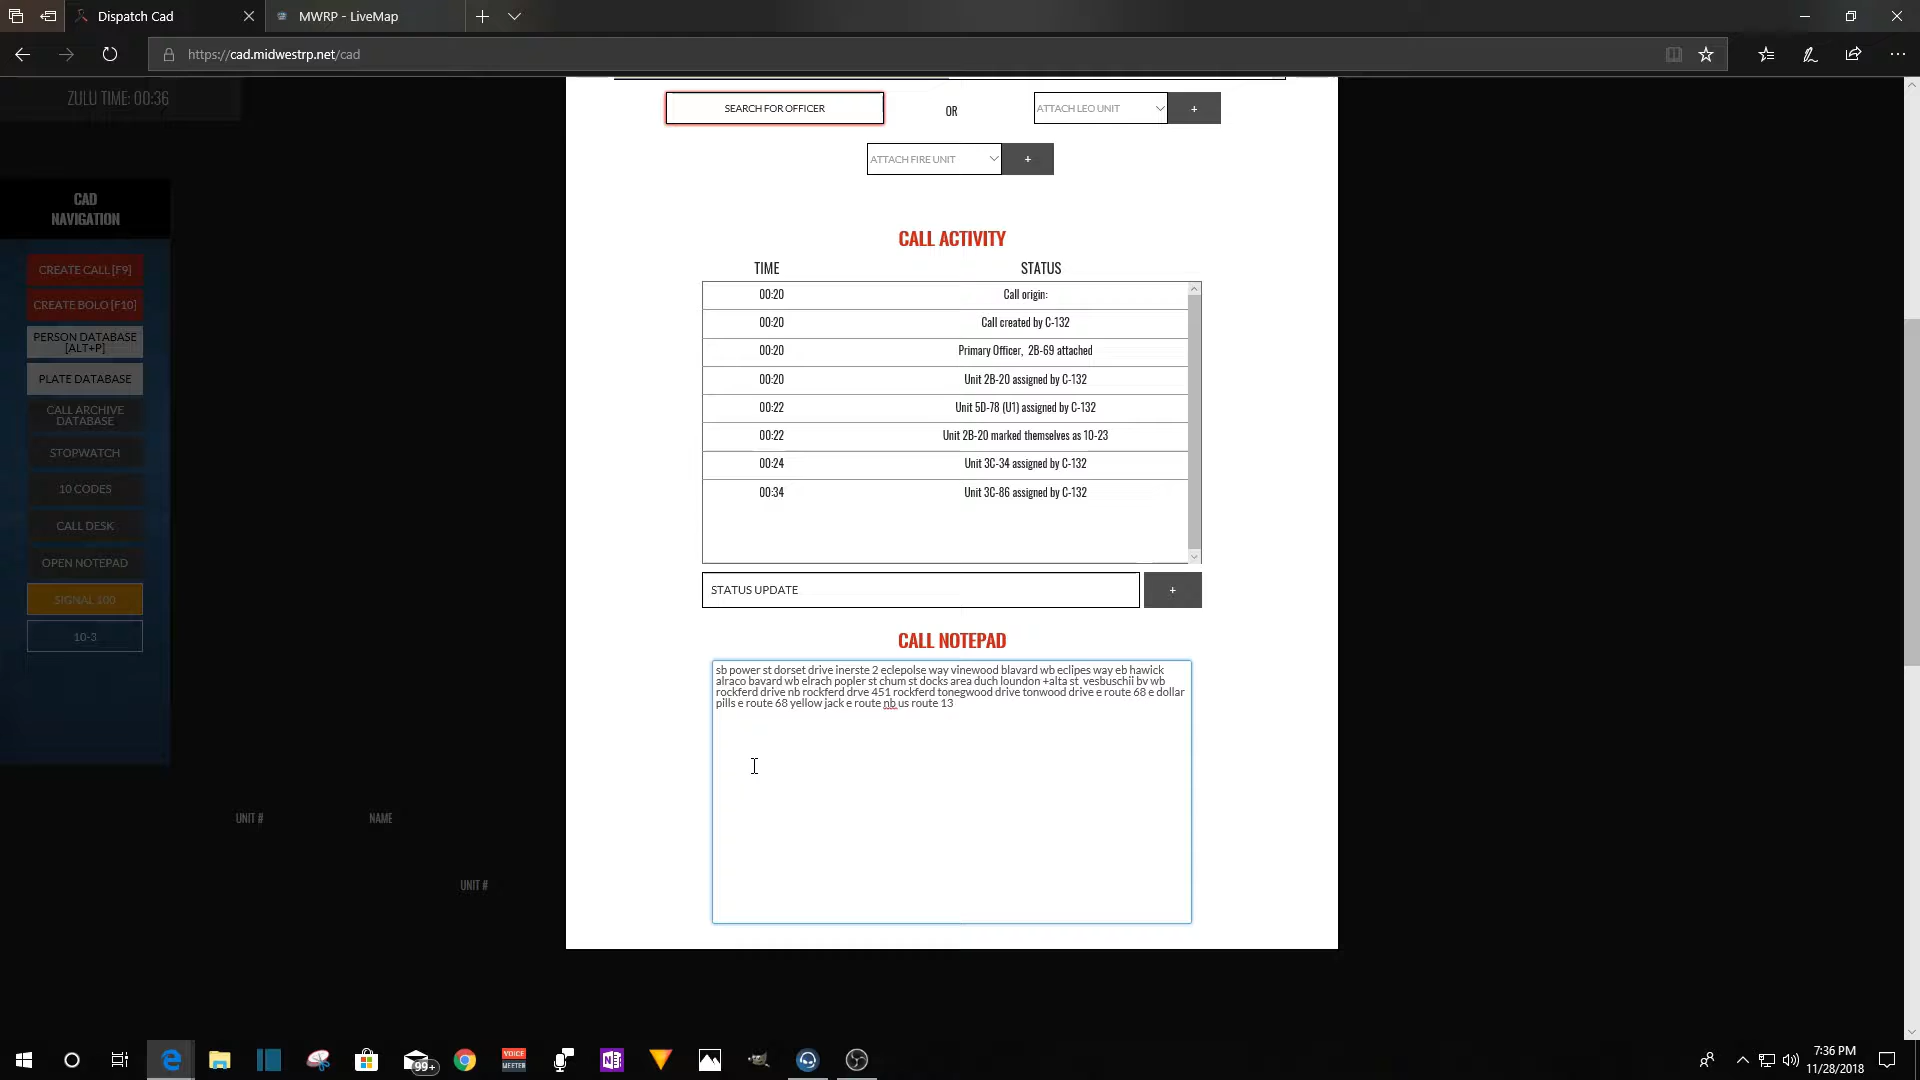 Dispatch Cad
MWRP - LiveMap
https://cad.midwestrp.net/cad
ZULU TIME: 00:36
SEARCH FOR OFFICER
OR
ATTACH LEO UNIT
+
ATTACH FIRE UNIT
+
CAD
NAVIGATION
CREATE CALL [F9]
CREATE BOLO [F10]
PERSON DATABASE
[ALT+P]
PLATE DATABASE
CALL ARCHIVE
DATABASE
STOPWATCH
10 CODES
CALL DESK
OPEN NOTEPAD
SIGNAL 100
10-3
CALL ACTIVITY
TIME STATUS
00:20 Call origin:
00:20 Call created by C-132
00:20 Primary Officer, 2B-69 attached
00:20 Unit 2B-20 assigned by C-132
00:22 Unit 5D-78 (U1) assigned by C-132
00:22 Unit 2B-20 marked themselves as 10-23
00:24 Unit 3C-34 assigned by C-132
00:34 Unit 3C-86 assigned by C-132
STATUS UPDATE
+
CALL NOTEPAD
sb power st dorset drive inerste 2 eclepolse way vinewood blavard wb eclipes way eb hawick
alraco bavard wb elrach popler st chum st docks area duch loundon +alta st vesbuschii bv wb
rockferd drive nb rockferd drve 451 rockferd tonegwood drive tonwood drive e route 68 e dollar
pills e route 68 yellow jack e route nb us route 13
UNIT # NAME
UNIT #
99+
VOICE
MEETER
N
7:36 PM
11/28/2018